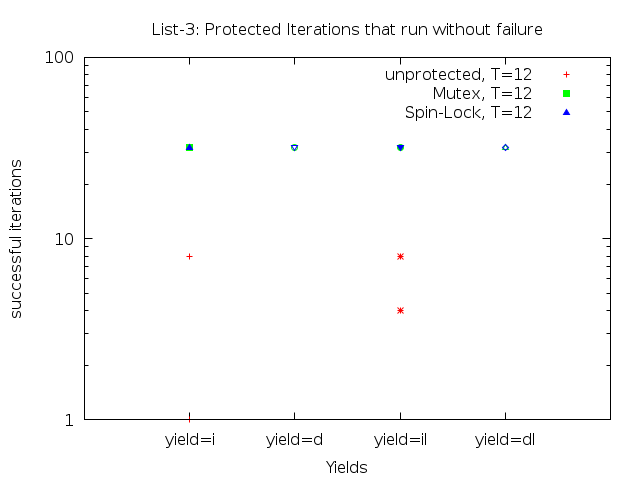 List-3: Protected Iterations that run without failure
100
unprotected, T=12
Mutex, T=12
Spin-Lock, T=12
successful iterations
10
1
yield=i
yield=d
yield=il
yield=dl
Yields